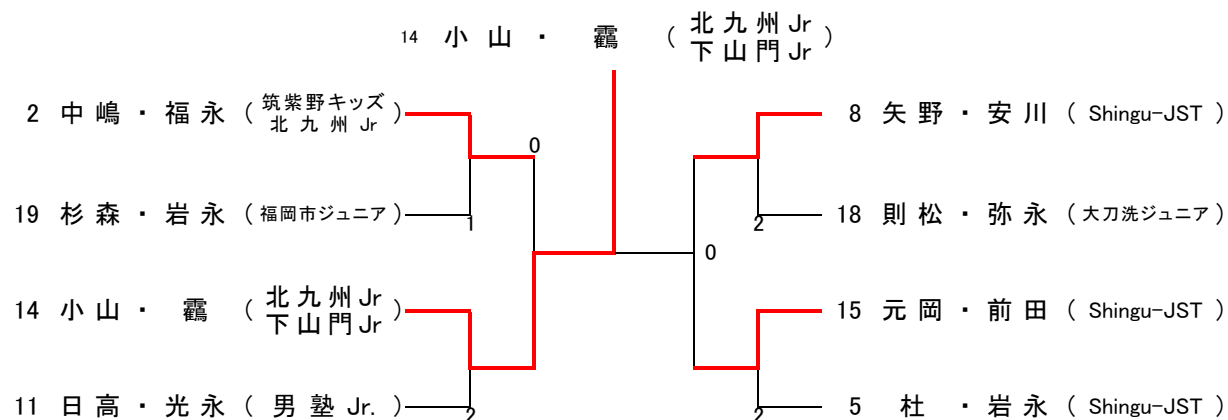 14 小山・靏 (北九州Jr
下山門Jr)
2 中嶋・福永 (筑紫野キッズ
北九州Jr)
8 矢野・安川 ( Shingu-JST )
0
19 杉森・岩永 (福岡市ジュニア)
1
18 則松・弥永 (大刀洗ジュニア)
2
0
14 小山・靏 (北九州Jr
下山門Jr)
15 元岡・前田 ( Shingu-JST )
11 日高・光永 ( 男塾 Jr. )
2
5 杜・岩永 ( Shingu-JST )
2